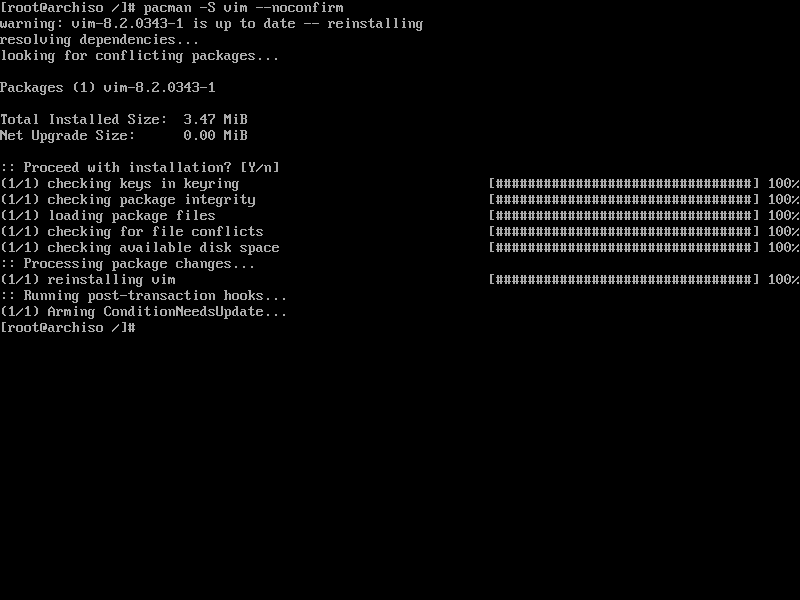 [root@archiso /]# pacman -S vim --noconfirm
warning: vim-8.2.0343-1 is up to date -- reinstalling
resolving dependencies...
looking for conflicting packages...
Packages (1) vim-8.2.0343-1
Total Installed Size:  3.47 MiB
Net Upgrade Size:      0.00 MiB
:: Proceed with installation? [Y/n]
(1/1) checking keys in keyring [################################] 100%
(1/1) checking package integrity [################################] 100%
(1/1) loading package files [################################] 100%
(1/1) checking for file conflicts [################################] 100%
(1/1) checking available disk space [################################] 100%
:: Processing package changes...
(1/1) reinstalling vim [################################] 100%
:: Running post-transaction hooks...
(1/1) Arming ConditionNeedsUpdate...
[root@archiso /]#